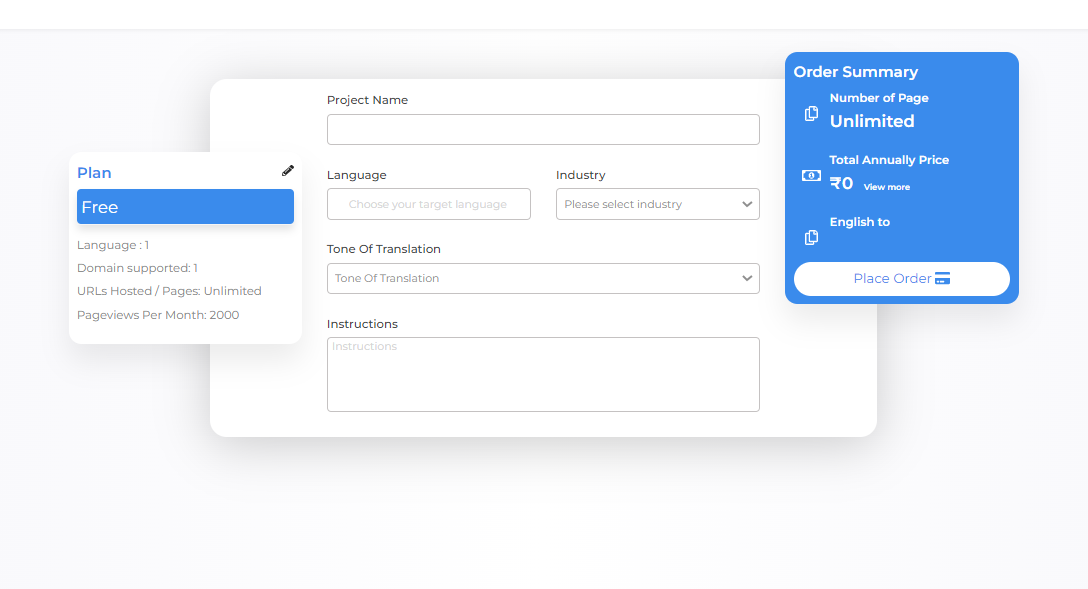 Plan
Free
Language : 1
Domain supported: 1
URLs Hosted / Pages: Unlimited
Pageviews Per Month: 2000
Project Name
Language
Choose your target language
Industry
Please select industry
Tone Of Translation
Tone Of Translation
Instructions
Instructions
Order Summary
Number of Page
Unlimited
Total Annually Price
₹0 View more
English to
Place Order